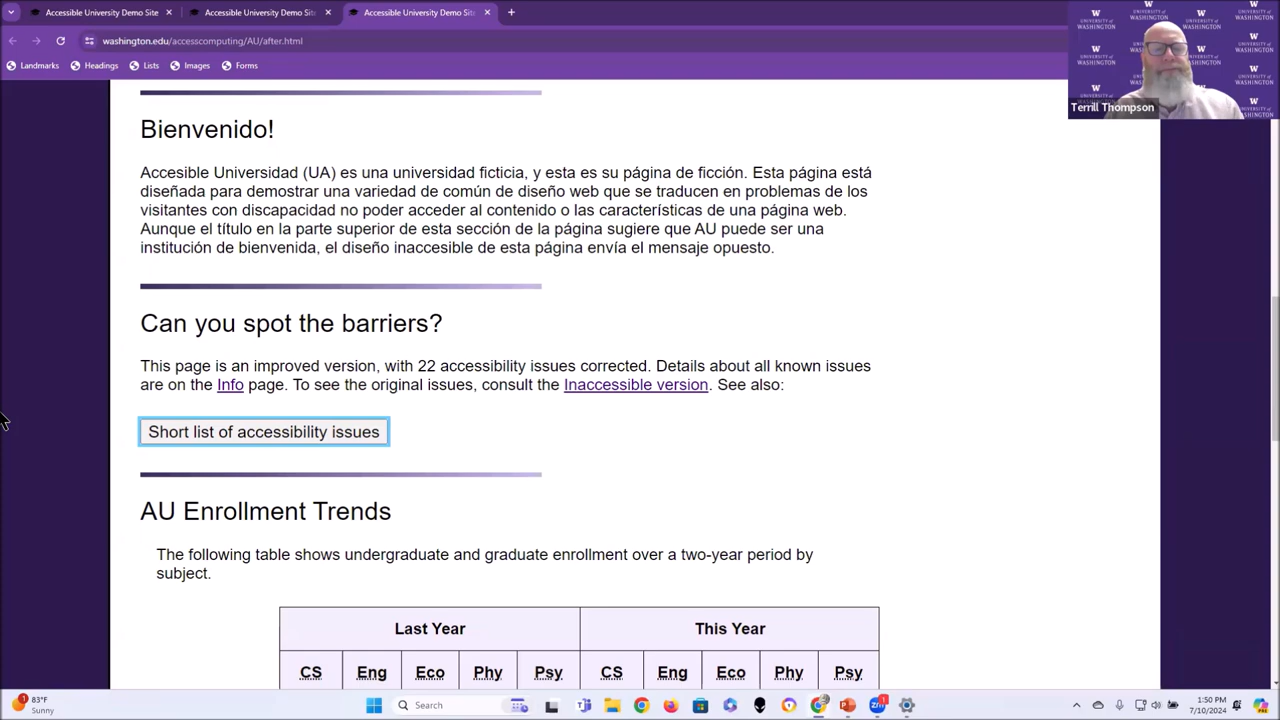 Accessible University Demo Site
Accessible University Demo Site
Accessible University Demo Site
washington.edu/accesscomputing/AU/after.html
Landmarks Headings Lists Images Forms
UNIVERSITY of WASHINGTON
Terrill Thompson
Bienvenido!
Accesible Universidad (UA) es una universidad ficticia, y esta es su página de ficción. Esta página está
diseñada para demostrar una variedad de común de diseño web que se traducen en problemas de los
visitantes con discapacidad no poder acceder al contenido o las características de una página web.
Aunque el título en la parte superior de esta sección de la página sugiere que AU puede ser una
institución de bienvenida, el diseño inaccesible de esta página envía el mensaje opuesto.
Can you spot the barriers?
This page is an improved version, with 22 accessibility issues corrected. Details about all known issues
are on the Info page. To see the original issues, consult the Inaccessible version. See also:
Short list of accessibility issues
AU Enrollment Trends
The following table shows undergraduate and graduate enrollment over a two-year period by
subject.
Last Year This Year
CS Eng Eco Phy Psy CS Eng Eco Phy Psy
83°F
Sunny
Search
1:50 PM
7/10/2024